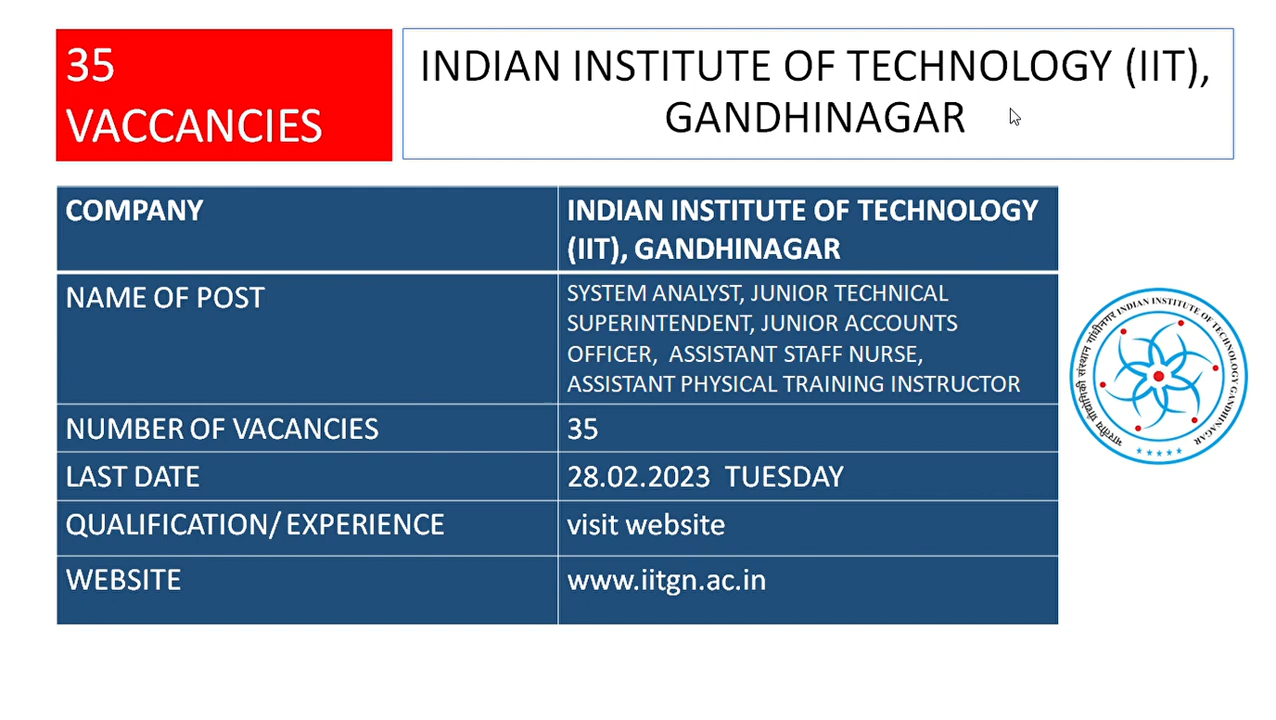 35
VACCANCIES
INDIAN INSTITUTE OF TECHNOLOGY (IIT),
GANDHINAGAR
COMPANY
INDIAN INSTITUTE OF TECHNOLOGY
(IIT), GANDHINAGAR
NAME OF POST
SYSTEM ANALYST, JUNIOR TECHNICAL
SUPERINTENDENT, JUNIOR ACCOUNTS
OFFICER, ASSISTANT STAFF NURSE,
ASSISTANT PHYSICAL TRAINING INSTRUCTOR
NUMBER OF VACANCIES
35
LAST DATE
28.02.2023 TUESDAY
QUALIFICATION/ EXPERIENCE
visit website
WEBSITE
www.iitgn.ac.in
भारतीय प्रौद्योगिकी संस्थान गांधीनगर
INDIAN INSTITUTE OF TECHNOLOGY GANDHINAGAR